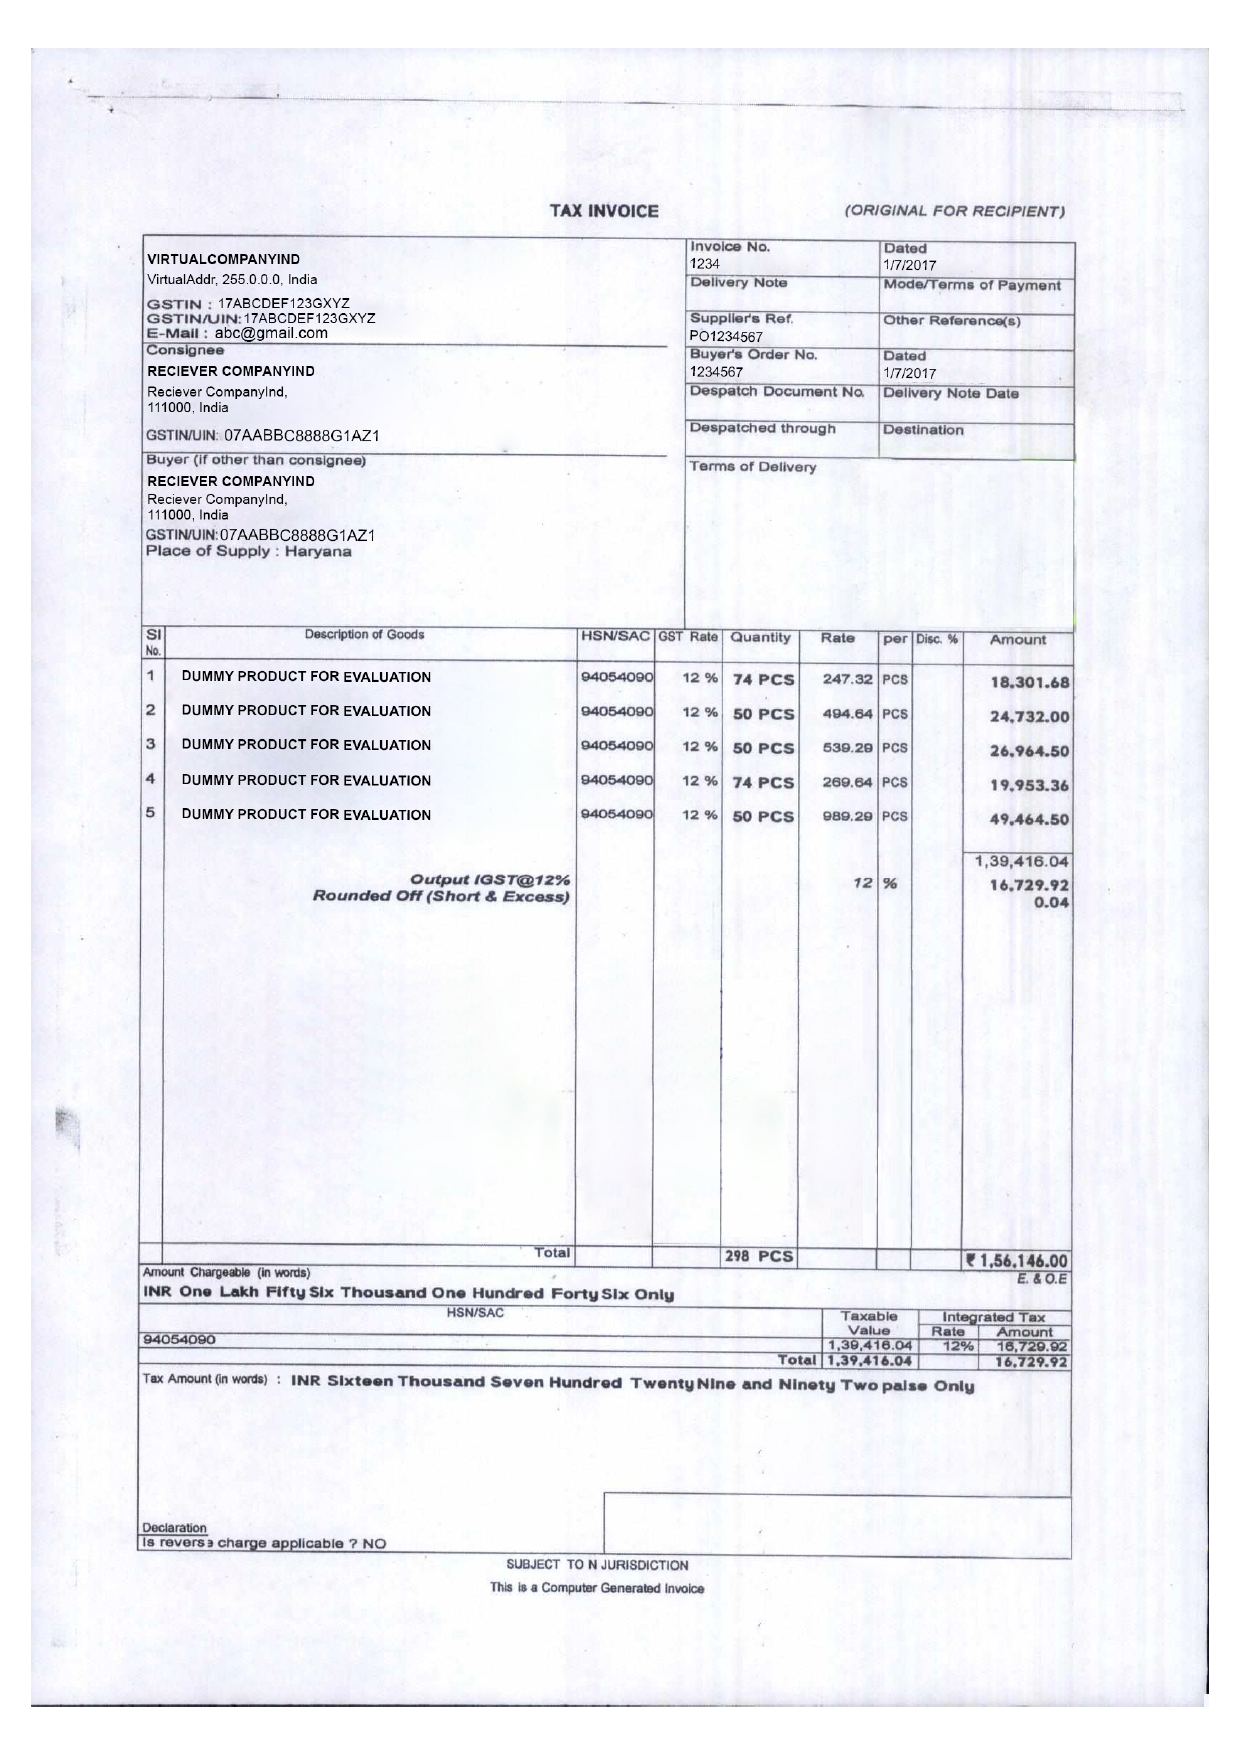 TAX INVOICE
(ORIGINAL FOR RECIPIENT)
VIRTUALCOMPANYIND
VirtualAddr, 255.0.0.0, India
GSTIN : 17ABCDEF123GXYZ
GSTIN/UIN: 17ABCDEF123GXYZ
E-Mail : abc@gmail.com
Consignee
RECIEVER COMPANYIND
Reciever CompanyInd,
111000, India
GSTIN/UIN: 07AABBC8888G1AZ1
Buyer (if other than consignee)
RECIEVER COMPANYIND
Reciever CompanyInd,
111000, India
GSTIN/UIN:07AABBC8888G1AZ1
Place of Supply : Haryana
Invoice No. Dated
1234 1/7/2017
Delivery Note Mode/Terms of Payment
Supplier's Ref. Other Reference(s)
PO1234567
Buyer's Order No. Dated
1234567 1/7/2017
Despatch Document No. Delivery Note Date
Despatched through Destination
Terms of Delivery
Sl No. Description of Goods HSN/SAC GST Rate Quantity Rate per Disc. % Amount
1 DUMMY PRODUCT FOR EVALUATION 94054090 12 % 74 PCS 247.32 PCS 18,301.68
2 DUMMY PRODUCT FOR EVALUATION 94054090 12 % 50 PCS 494.64 PCS 24,732.00
3 DUMMY PRODUCT FOR EVALUATION 94054090 12 % 50 PCS 539.29 PCS 26,964.50
4 DUMMY PRODUCT FOR EVALUATION 94054090 12 % 74 PCS 269.64 PCS 19,953.36
5 DUMMY PRODUCT FOR EVALUATION 94054090 12 % 50 PCS 989.29 PCS 49,464.50
1,39,416.04
Output IGST@12% 12 % 16,729.92
Rounded Off (Short & Excess) 0.04
Total 298 PCS ₹ 1,56,146.00
Amount Chargeable (in words) E. & O.E
INR One Lakh Fifty Six Thousand One Hundred Forty Six Only
HSN/SAC Taxable Value Integrated Tax
Rate Amount
94054090 1,39,416.04 12% 16,729.92
Total 1,39,416.04 16,729.92
Tax Amount (in words) : INR Sixteen Thousand Seven Hundred Twenty Nine and Ninety Two paise Only
Declaration
Is reverse charge applicable ? NO
SUBJECT TO N JURISDICTION
This is a Computer Generated Invoice